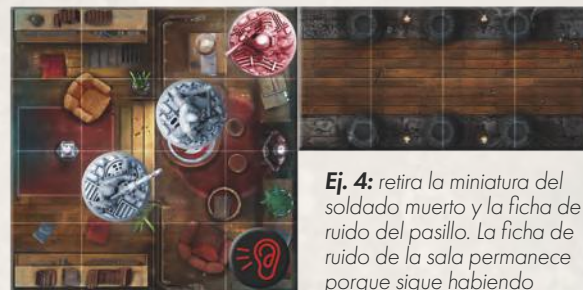 Ej. 4: retira la miniatura del
soldado muerto y la ficha de
ruido del pasillo. La ficha de
ruido de la sala permanece
porque sigue habiendo